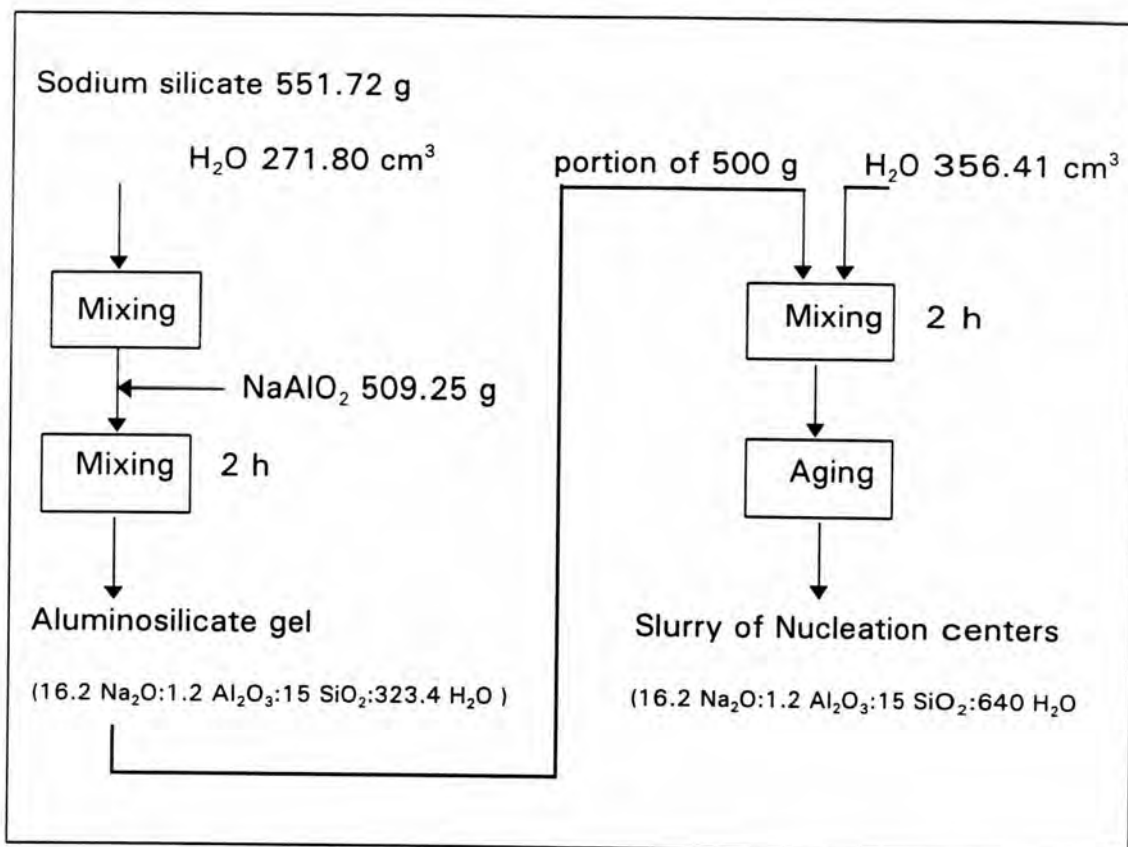 Sodium silicate 551.72 g
H₂O 271.80 cm³
Mixing
NaAlO₂ 509.25 g
Mixing 2 h
Aluminosilicate gel
(16.2 Na₂O:1.2 Al₂O₃:15 SiO₂:323.4 H₂O )
portion of 500 g H₂O 356.41 cm³
Mixing 2 h
Aging
Slurry of Nucleation centers
(16.2 Na₂O:1.2 Al₂O₃:15 SiO₂:640 H₂O